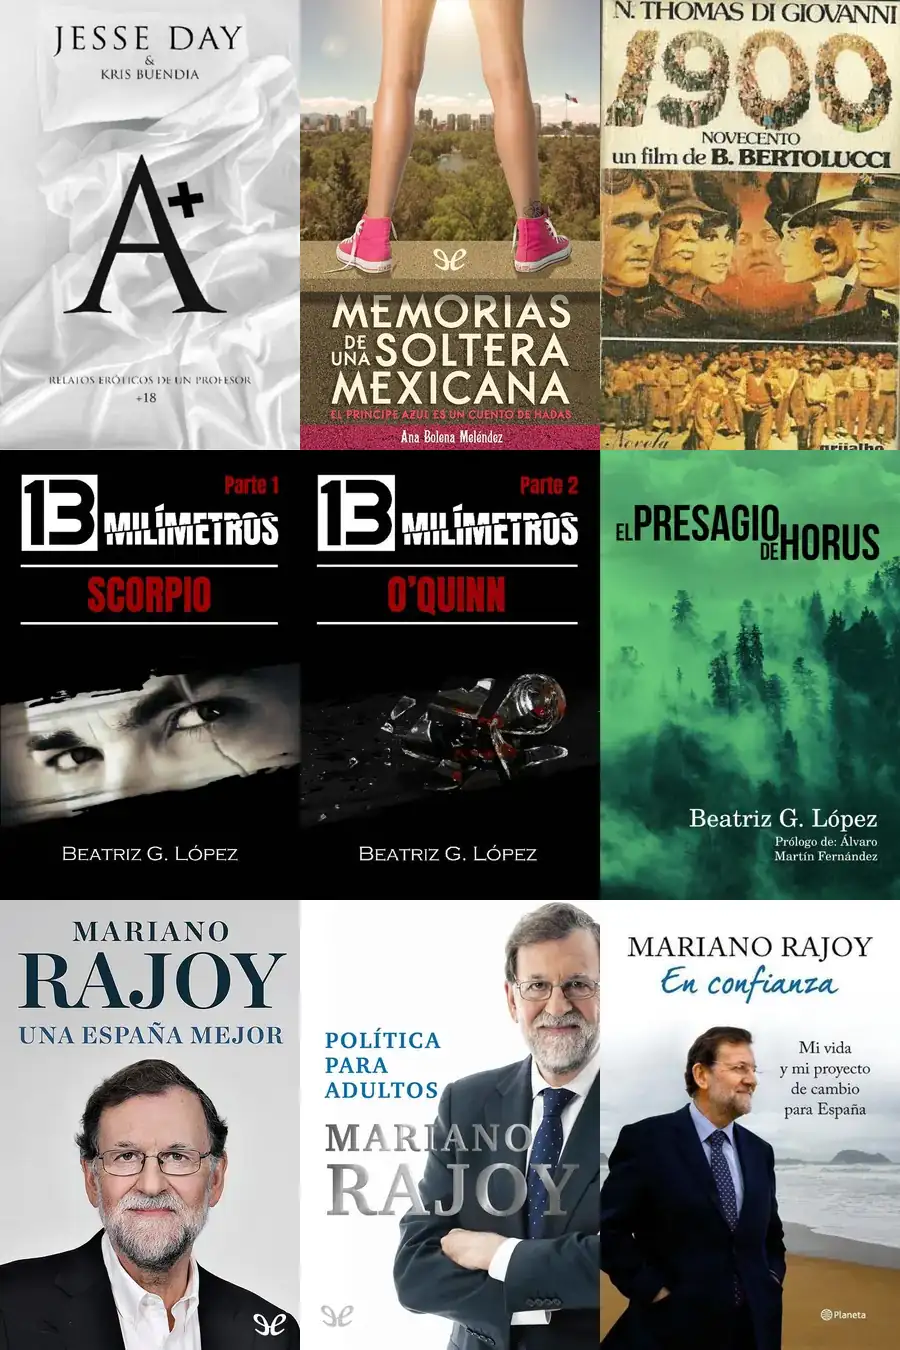 JESSE DAY
&
KRIS BUENDIA
A+
RELATOS ERÓTICOS DE UN PROFESOR
+18
MEMORIAS
DE UNA SOLTERA
MEXICANA
EL PRINCIPE AZUL ES UN CUENTO DE HADAS
Ana Bolena Meléndez
N. THOMAS DI GIOVANNI
1900
NOVECENTO
un film de B. BERTOLUCCI
Novela
grijalbo
Parte 1
13 MILÍMETROS
SCORPIO
BEATRIZ G. LÓPEZ
Parte 2
13 MILÍMETROS
O'QUINN
BEATRIZ G. LÓPEZ
EL PRESAGIO
DE HORUS
Beatriz G. López
Prólogo de: Álvaro
Martín Fernández
MARIANO
RAJOY
UNA ESPAÑA MEJOR
POLÍTICA
PARA
ADULTOS
MARIANO
RAJOY
MARIANO RAJOY
En confianza
Mi vida
y mi proyecto
de cambio
para España
Planeta